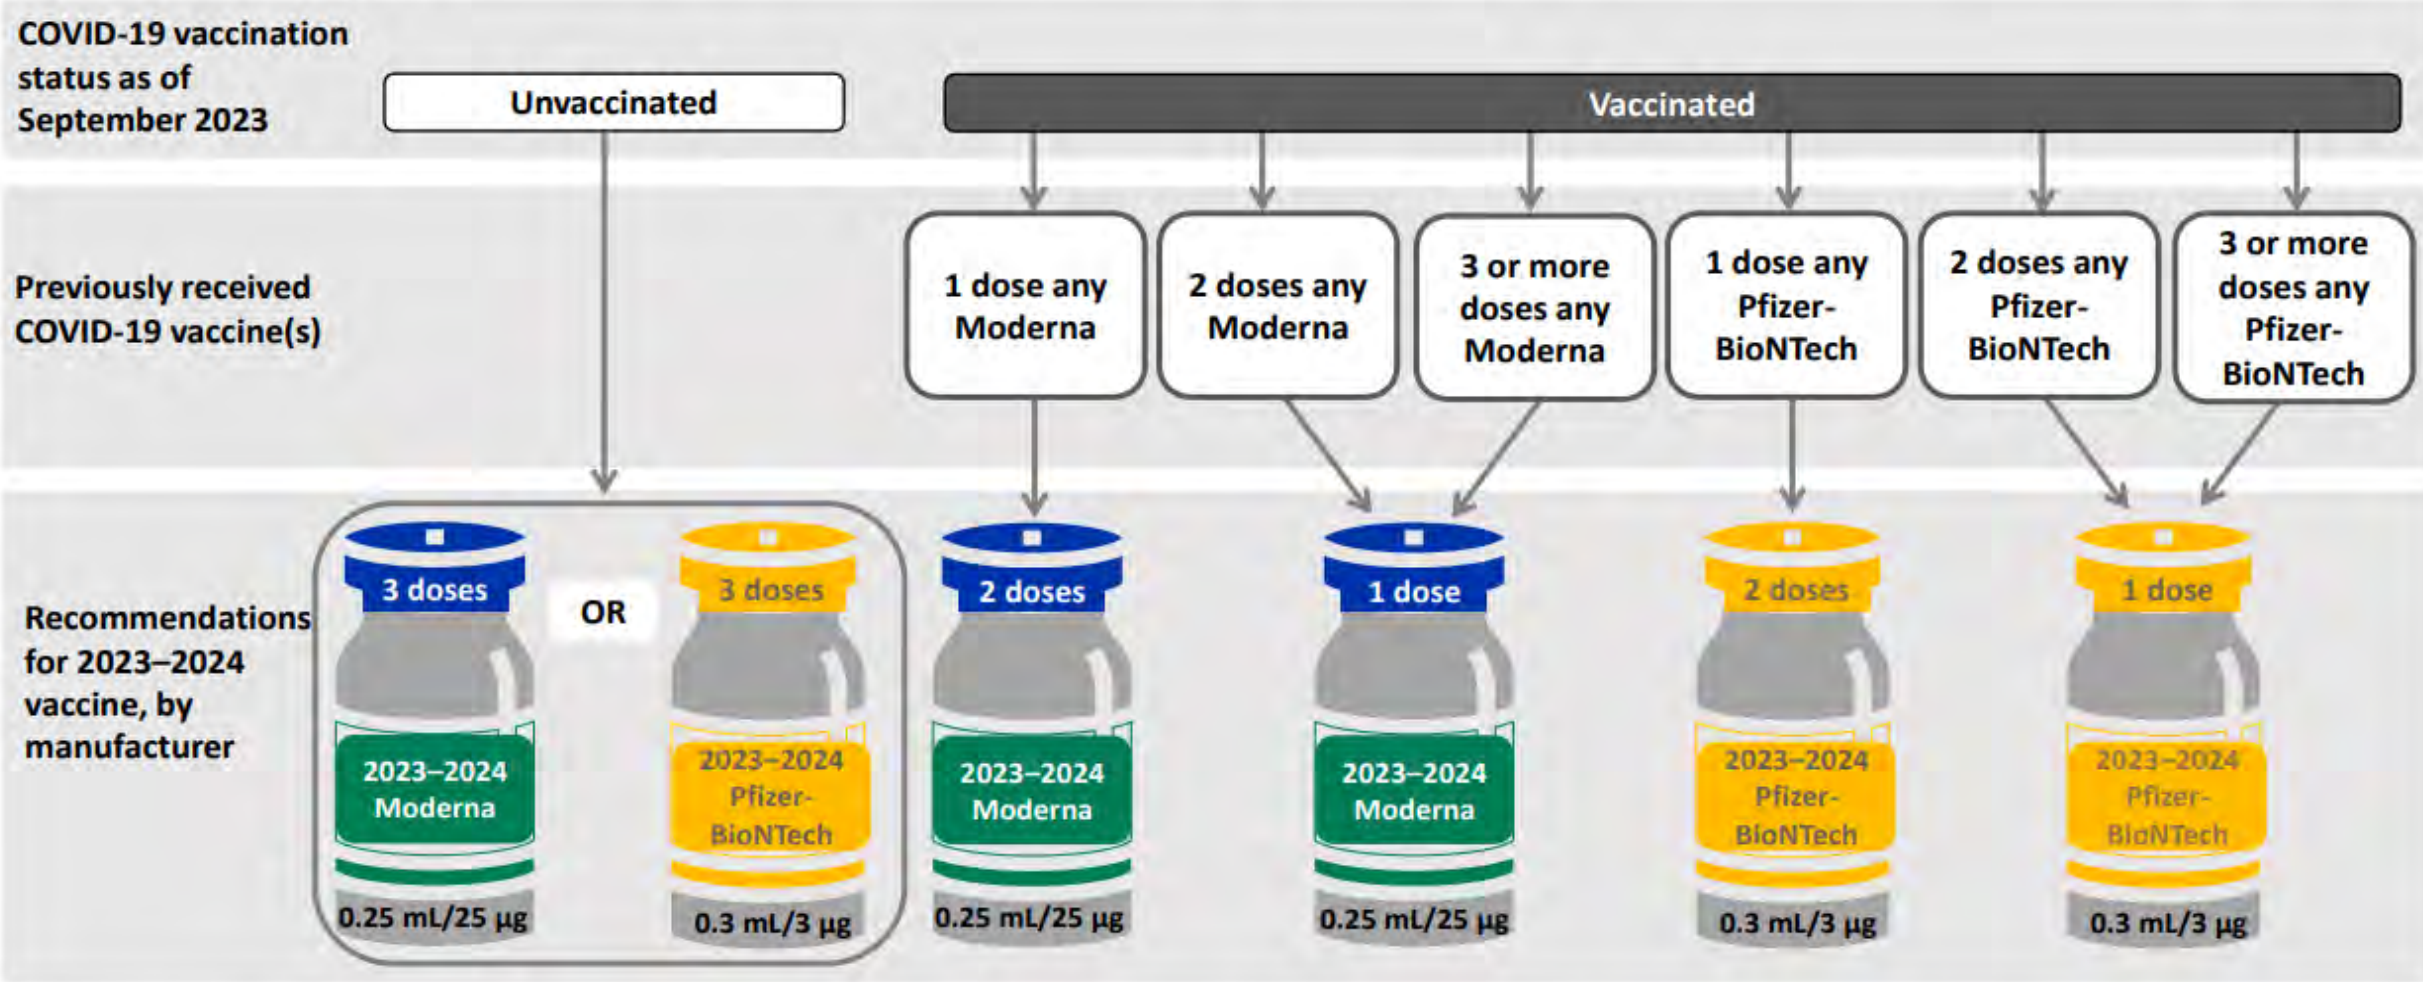 COVID-19 vaccination
status as of
September 2023
Unvaccinated
Vaccinated
Previously received
COVID-19 vaccine(s)
1 dose any
Moderna
2 doses any
Moderna
3 or more
doses any
Moderna
1 dose any
Pfizer-
BioNTech
2 doses any
Pfizer-
BioNTech
3 or more
doses any
Pfizer-
BioNTech
Recommendations
for 2023–2024
vaccine, by
manufacturer
3 doses
2023–2024
Moderna
0.25 mL/25 µg
OR
3 doses
2023–2024
Pfizer-
BioNTech
0.3 mL/3 µg
2 doses
2023–2024
Moderna
0.25 mL/25 µg
1 dose
2023–2024
Moderna
0.25 mL/25 µg
2 doses
2023–2024
Pfizer-
BioNTech
0.3 mL/3 µg
1 dose
2023–2024
Pfizer-
BioNTech
0.3 mL/3 µg